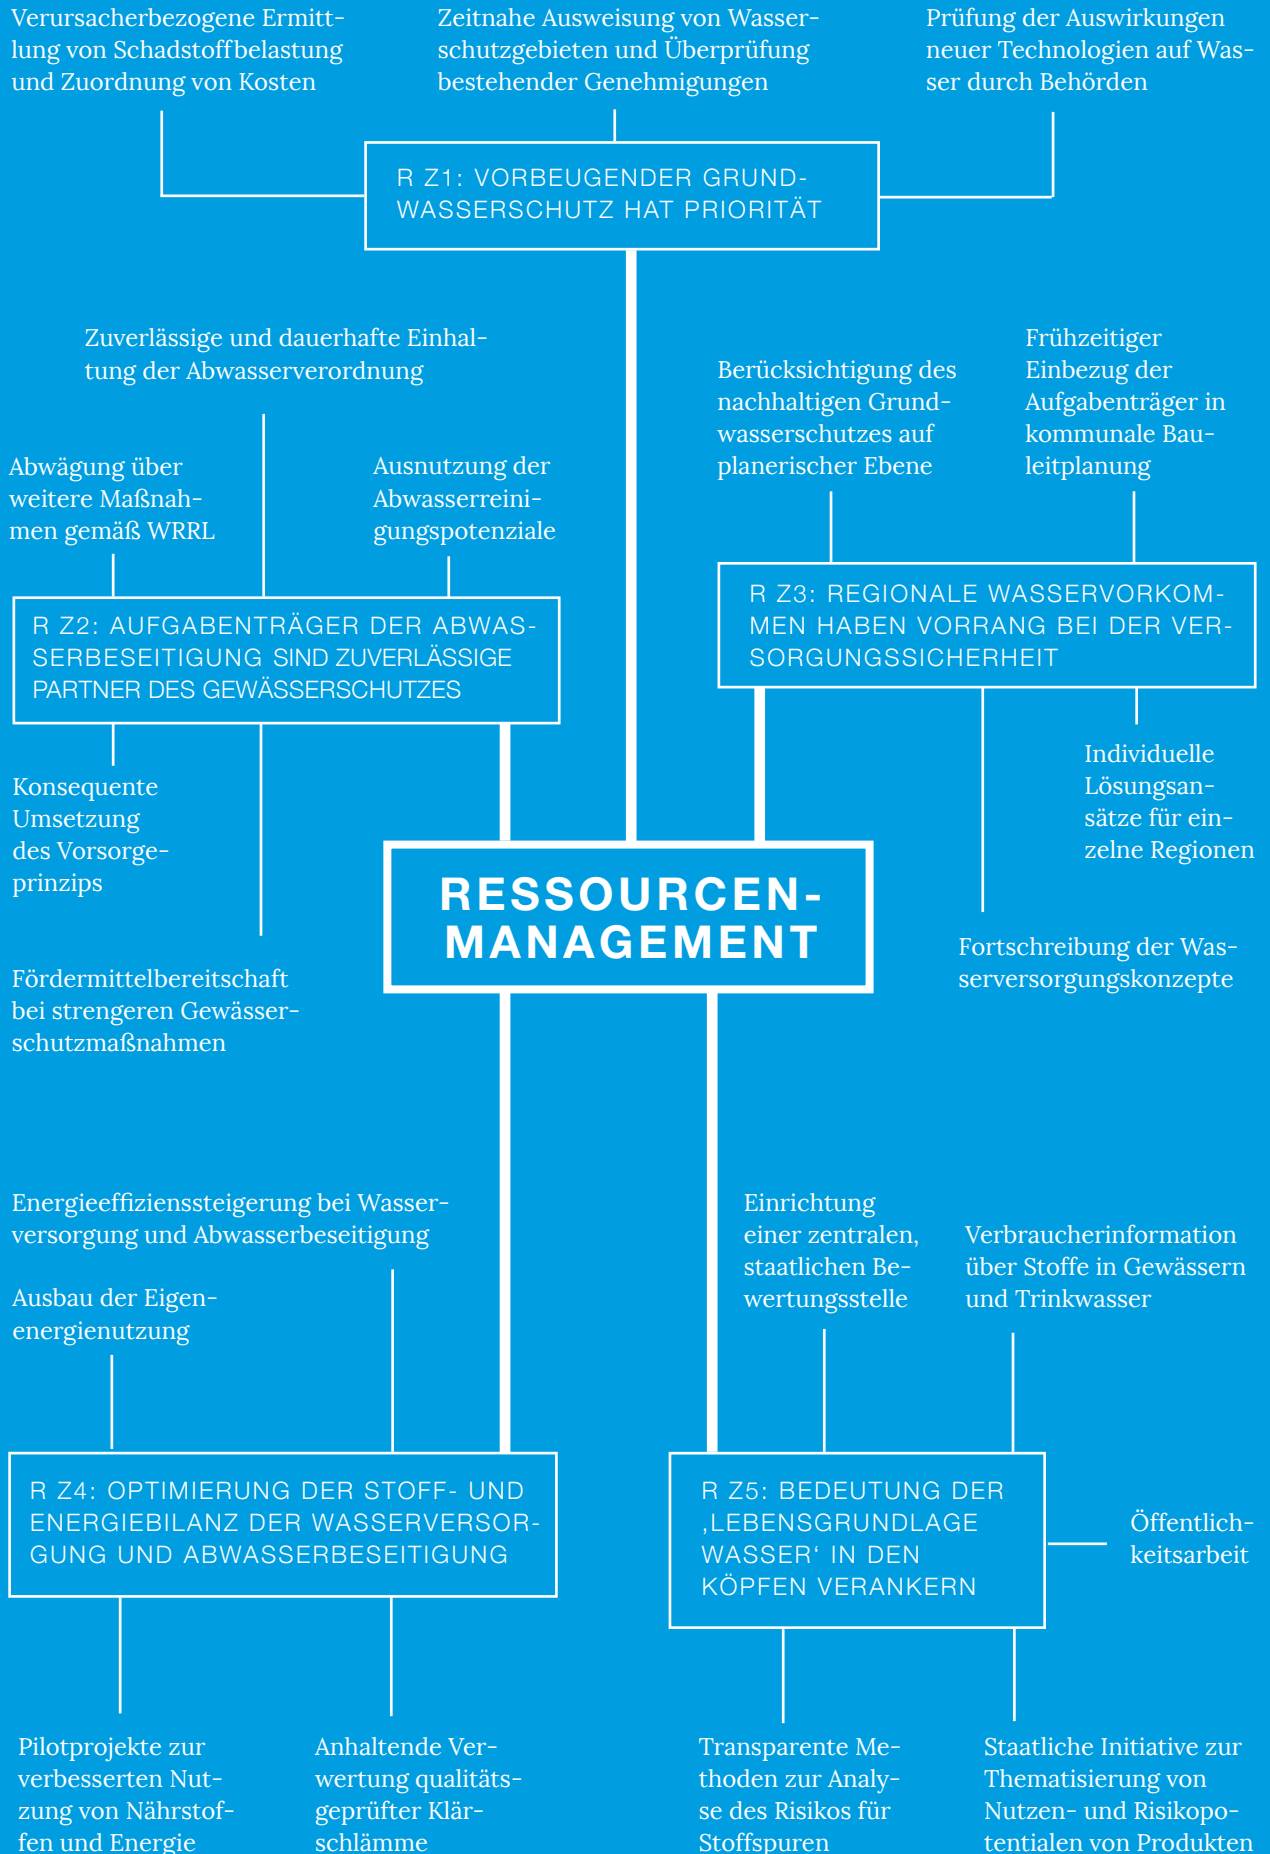 Verursacherbezogene Ermitt-
lung von Schadstoffbelastung
und Zuordnung von Kosten
Zeitnahe Ausweisung von Wasser-
schutzgebieten und Überprüfung
bestehender Genehmigungen
Prüfung der Auswirkungen
neuer Technologien auf Was-
ser durch Behörden
R Z1: VORBEUGENDER GRUND-
WASSERSCHUTZ HAT PRIORITÄT
Zuverlässige und dauerhafte Einhal-
tung der Abwasserverordnung
Abwägung über
weitere Maßnah-
men gemäß WRRL
Ausnutzung der
Abwasserreini-
gungspotenziale
R Z2: AUFGABENTRÄGER DER ABWAS-
SERBESEITIGUNG SIND ZUVERLÄSSIGE
PARTNER DES GEWÄSSERSCHUTZES
Konsequente
Umsetzung
des Vorsorge-
prinzips
Fördermittelbereitschaft
bei strengeren Gewässer-
schutzmaßnahmen
Berücksichtigung des
nachhaltigen Grund-
wasserschutzes auf
planerischer Ebene
Frühzeitiger
Einbezug der
Aufgabenträger in
kommunale Bau-
leitplanung
R Z3: REGIONALE WASSERVORKOM-
MEN HABEN VORRANG BEI DER VER-
SORGUNGSSICHERHEIT
Individuelle
Lösungsan-
sätze für ein-
zelne Regionen
Fortschreibung der Was-
serversorgungskonzepte
RESSOURCEN-
MANAGEMENT
Energieeffizienssteigerung bei Wasser-
versorgung und Abwasserbeseitigung
Ausbau der Eigen-
energienutzung
R Z4: OPTIMIERUNG DER STOFF- UND
ENERGIEBILANZ DER WASSERVERSOR-
GUNG UND ABWASSERBESEITIGUNG
Pilotprojekte zur
verbesserten Nut-
zung von Nährstof-
fen und Energie
Anhaltende Ver-
wertung qualitäts-
geprüfter Klär-
schlämme
Einrichtung
einer zentralen,
staatlichen Be-
wertungsstelle
Verbraucherinformation
über Stoffe in Gewässern
und Trinkwasser
R Z5: BEDEUTUNG DER
‚LEBENSGRUNDLAGE
WASSER‘ IN DEN
KÖPFEN VERANKERN
Öffentlich-
keitsarbeit
Transparente Me-
thoden zur Analy-
se des Risikos für
Stoffspuren
Staatliche Initiative zur
Thematisierung von
Nutzen- und Risikopo-
tentialen von Produkten